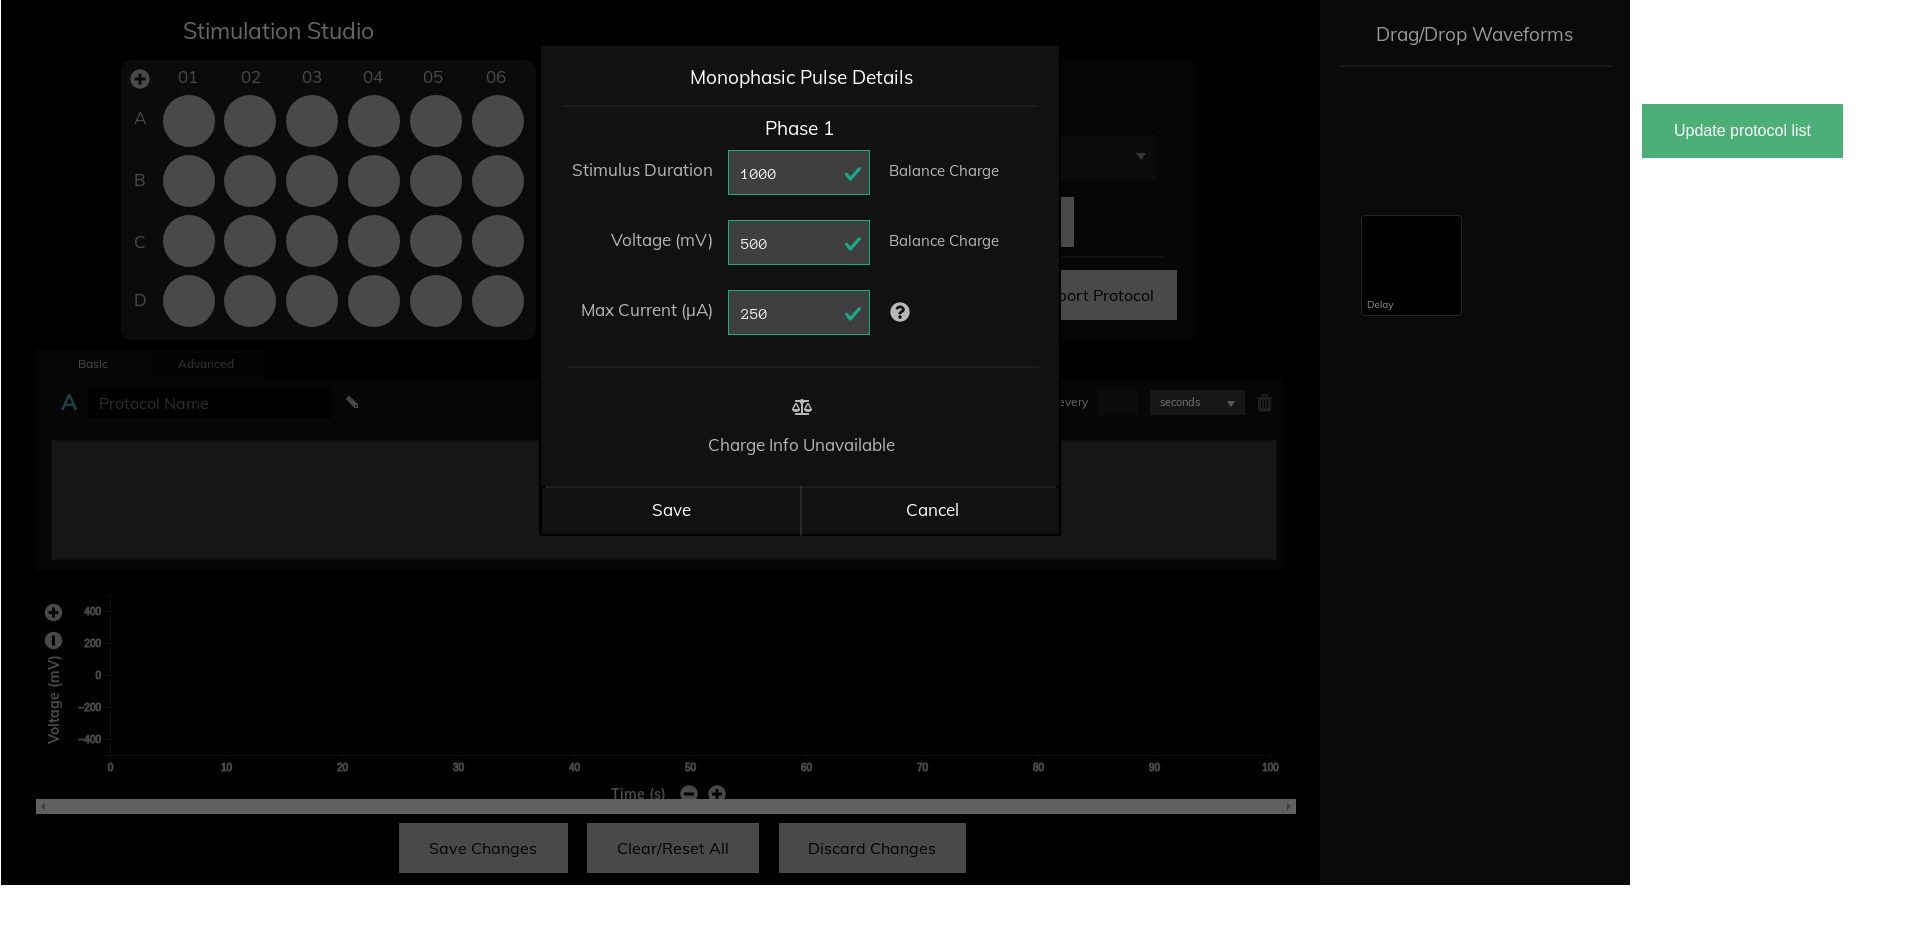 Stimulation Studio
01 02 03 04 05 06
A
B
C
D
Monophasic Pulse Details
Phase 1
Stimulus Duration 1000 Balance Charge
Voltage (mV) 500 Balance Charge
Max Current (μA) 250
Charge Info Unavailable
Save Cancel
Protocol
Basic Advanced
A Protocol Name
every seconds
400
200
0
−200
−400
Voltage (mV)
0 10 20 30 40 50 60 70 80 90 100
Time (s)
Save Changes Clear/Reset All Discard Changes
Drag/Drop Waveforms
Delay
Update protocol list